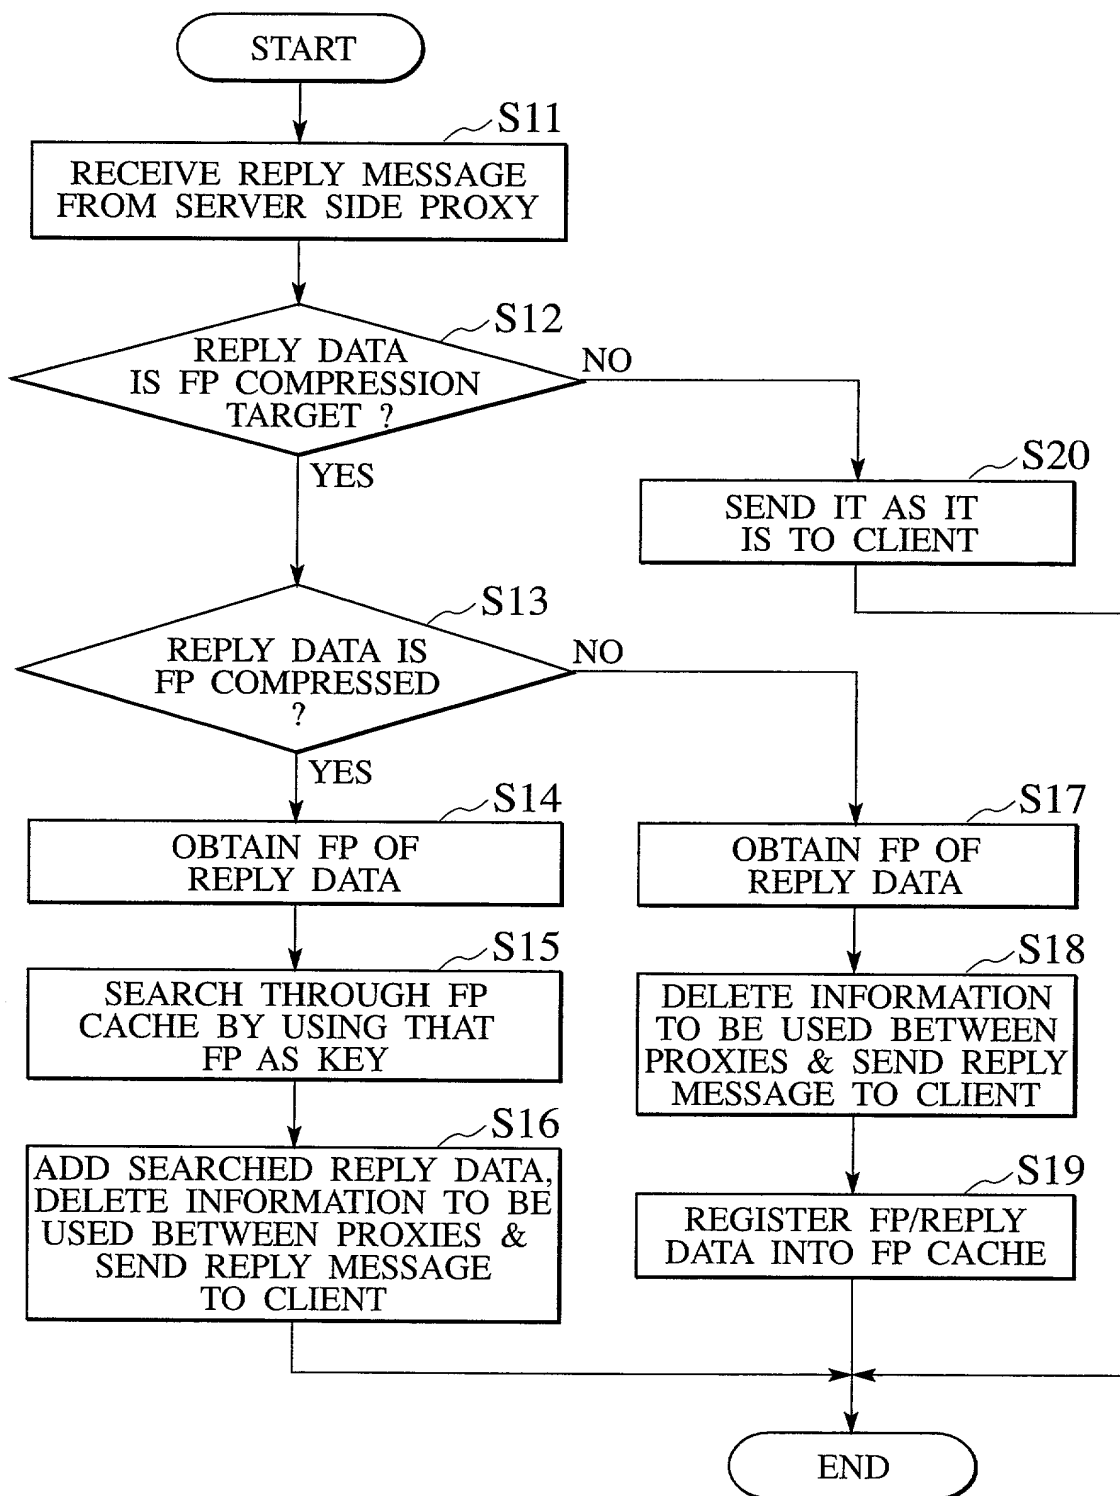 START
S11
RECEIVE REPLY MESSAGE
FROM SERVER SIDE PROXY
S12
REPLY DATA
IS FP COMPRESSION
TARGET ?
NO
YES
S20
SEND IT AS IT
IS TO CLIENT
S13
REPLY DATA IS
FP COMPRESSED
?
NO
YES
S14
OBTAIN FP OF
REPLY DATA
S15
SEARCH THROUGH FP
CACHE BY USING THAT
FP AS KEY
S16
ADD SEARCHED REPLY DATA,
DELETE INFORMATION TO BE
USED BETWEEN PROXIES &
SEND REPLY MESSAGE
TO CLIENT
S17
OBTAIN FP OF
REPLY DATA
S18
DELETE INFORMATION
TO BE USED BETWEEN
PROXIES & SEND REPLY
MESSAGE TO CLIENT
S19
REGISTER FP/REPLY
DATA INTO FP CACHE
END